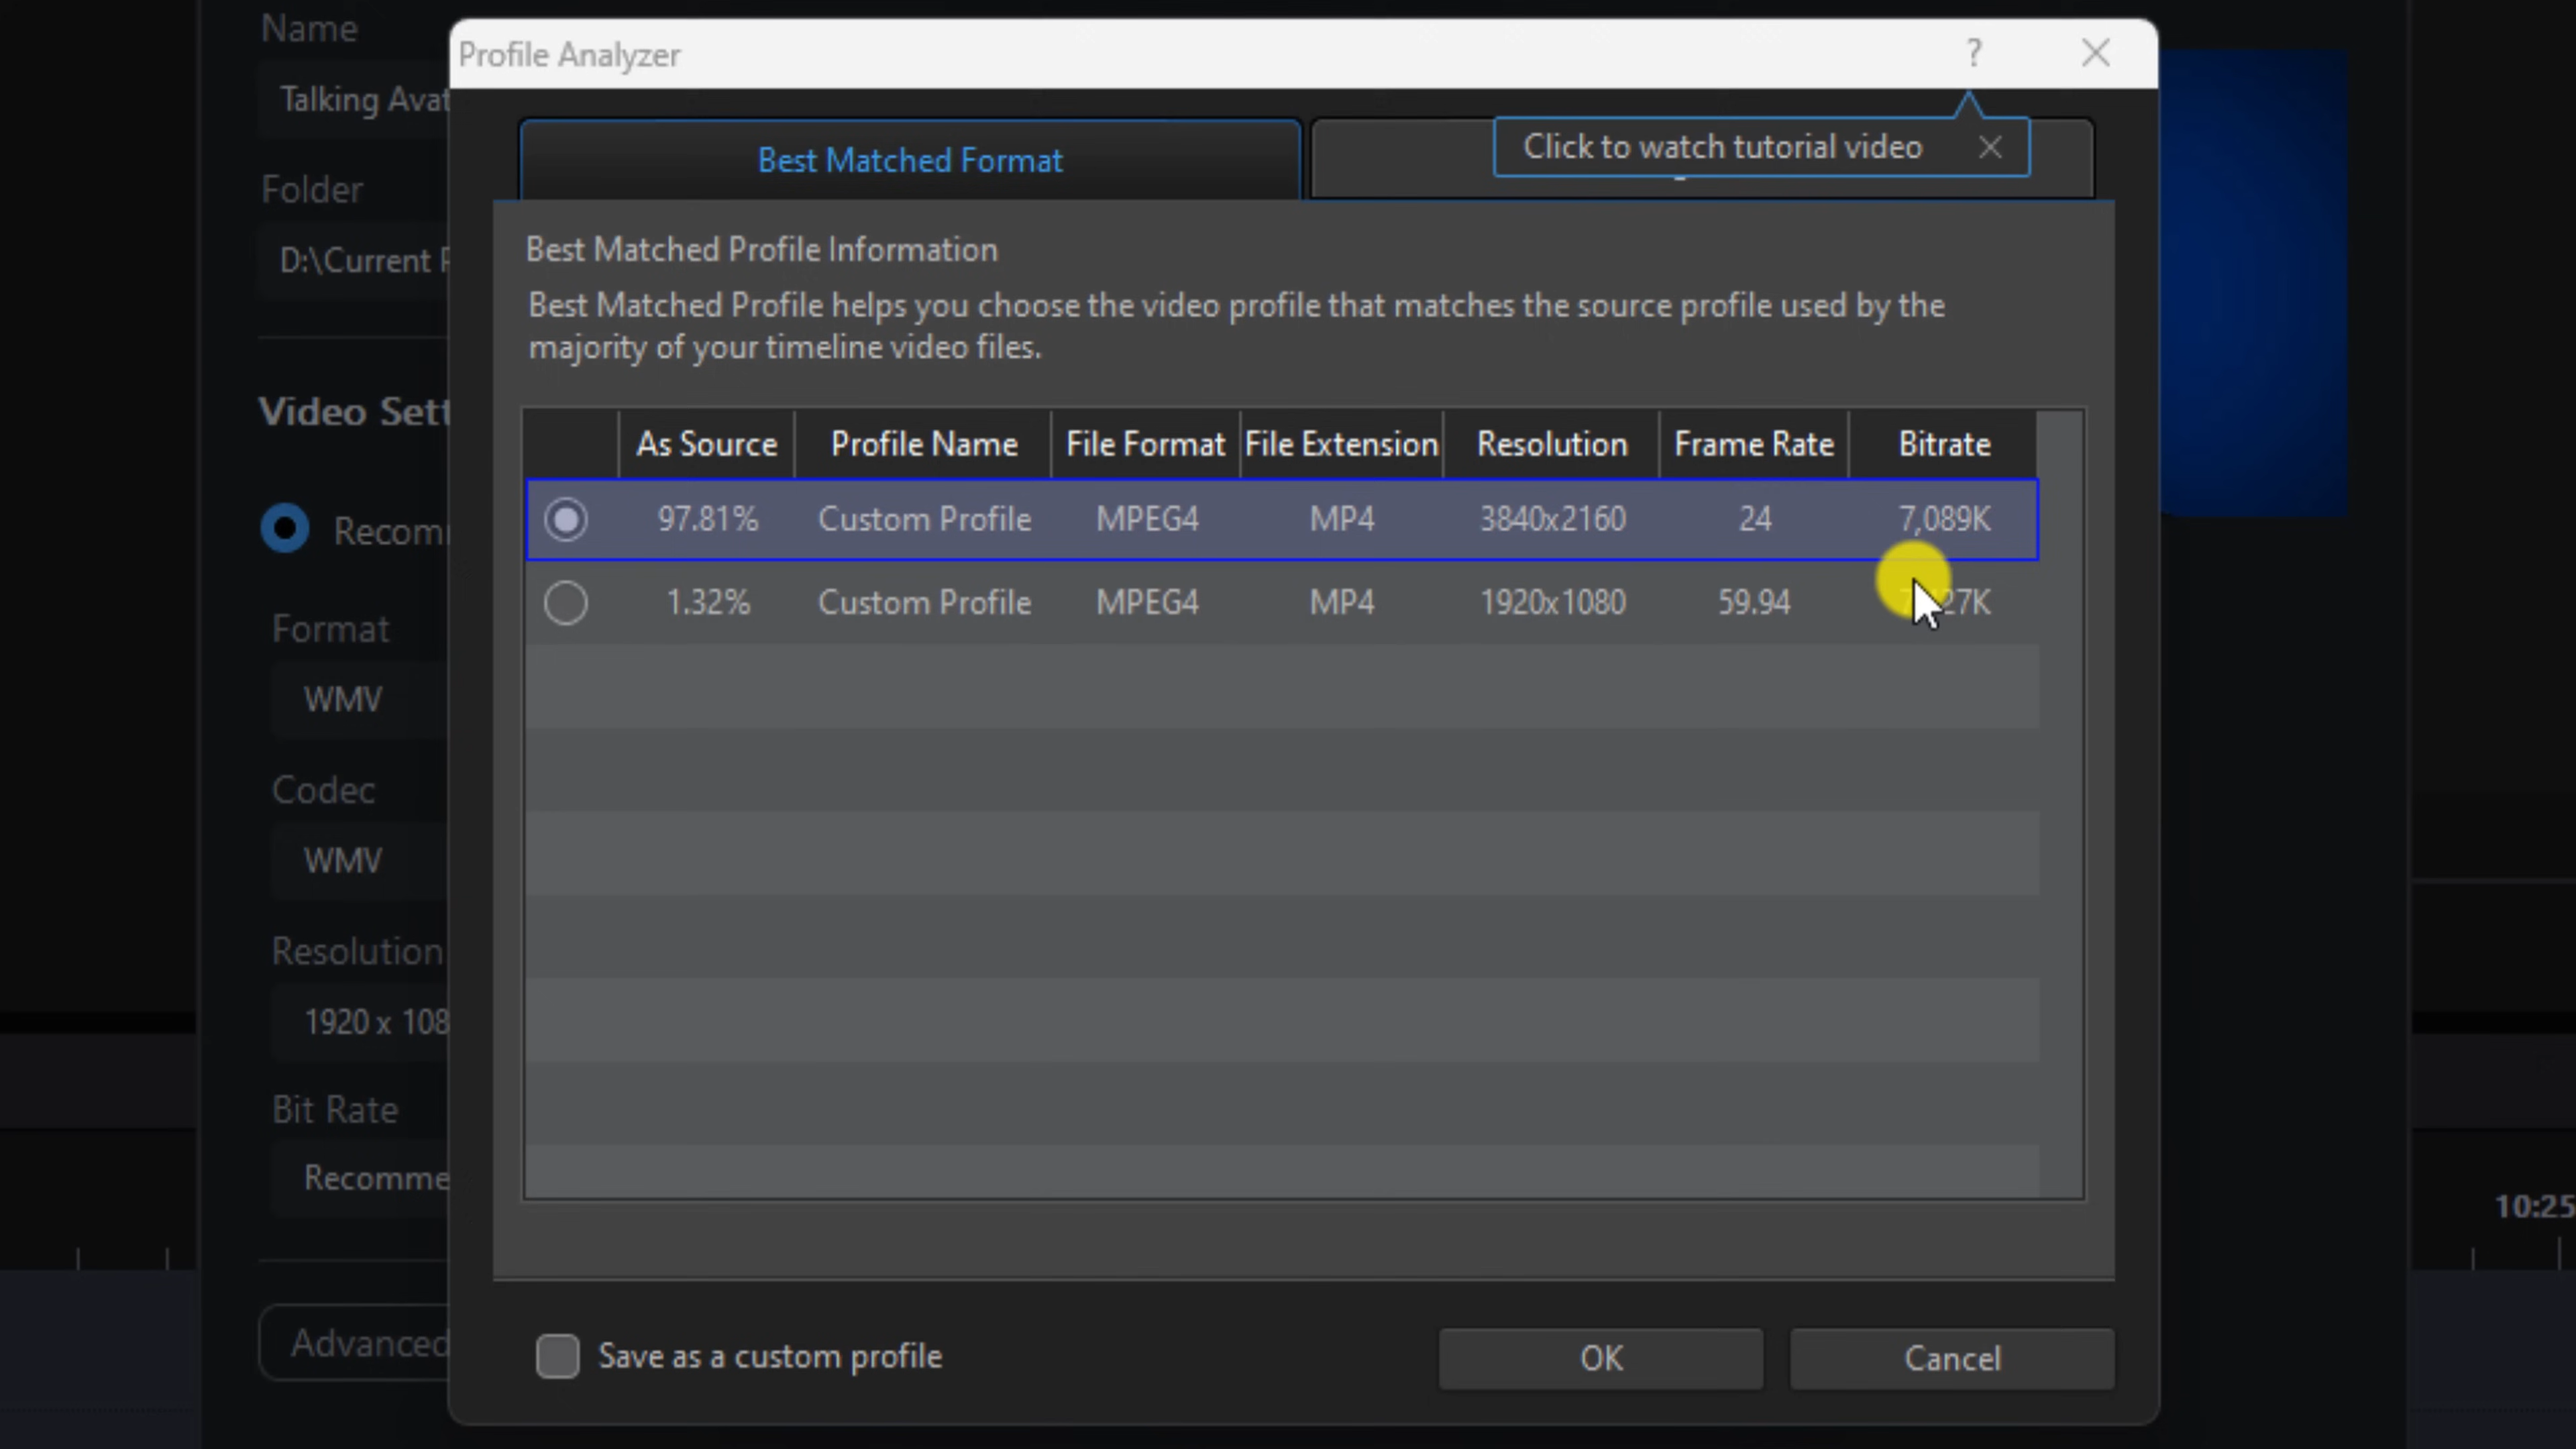 Name
Talking Avat
Folder
D:\Current
Video Sett
Recom
Format
WMV
Codec
WMV
Resolution
1920 x 108
Bit Rate
Recomme
Advanced
Profile Analyzer
?
Best Matched Format
Click to watch tutorial video
Best Matched Profile Information
Best Matched Profile helps you choose the video profile that matches the source profile used by the
majority of your timeline video files.
As Source Profile Name File Format File Extension Resolution Frame Rate Bitrate
97.81% Custom Profile MPEG4 MP4 3840x2160 24 7,089K
1.32% Custom Profile MPEG4 MP4 1920x1080 59.94
Save as a custom profile
OK
Cancel
10:25